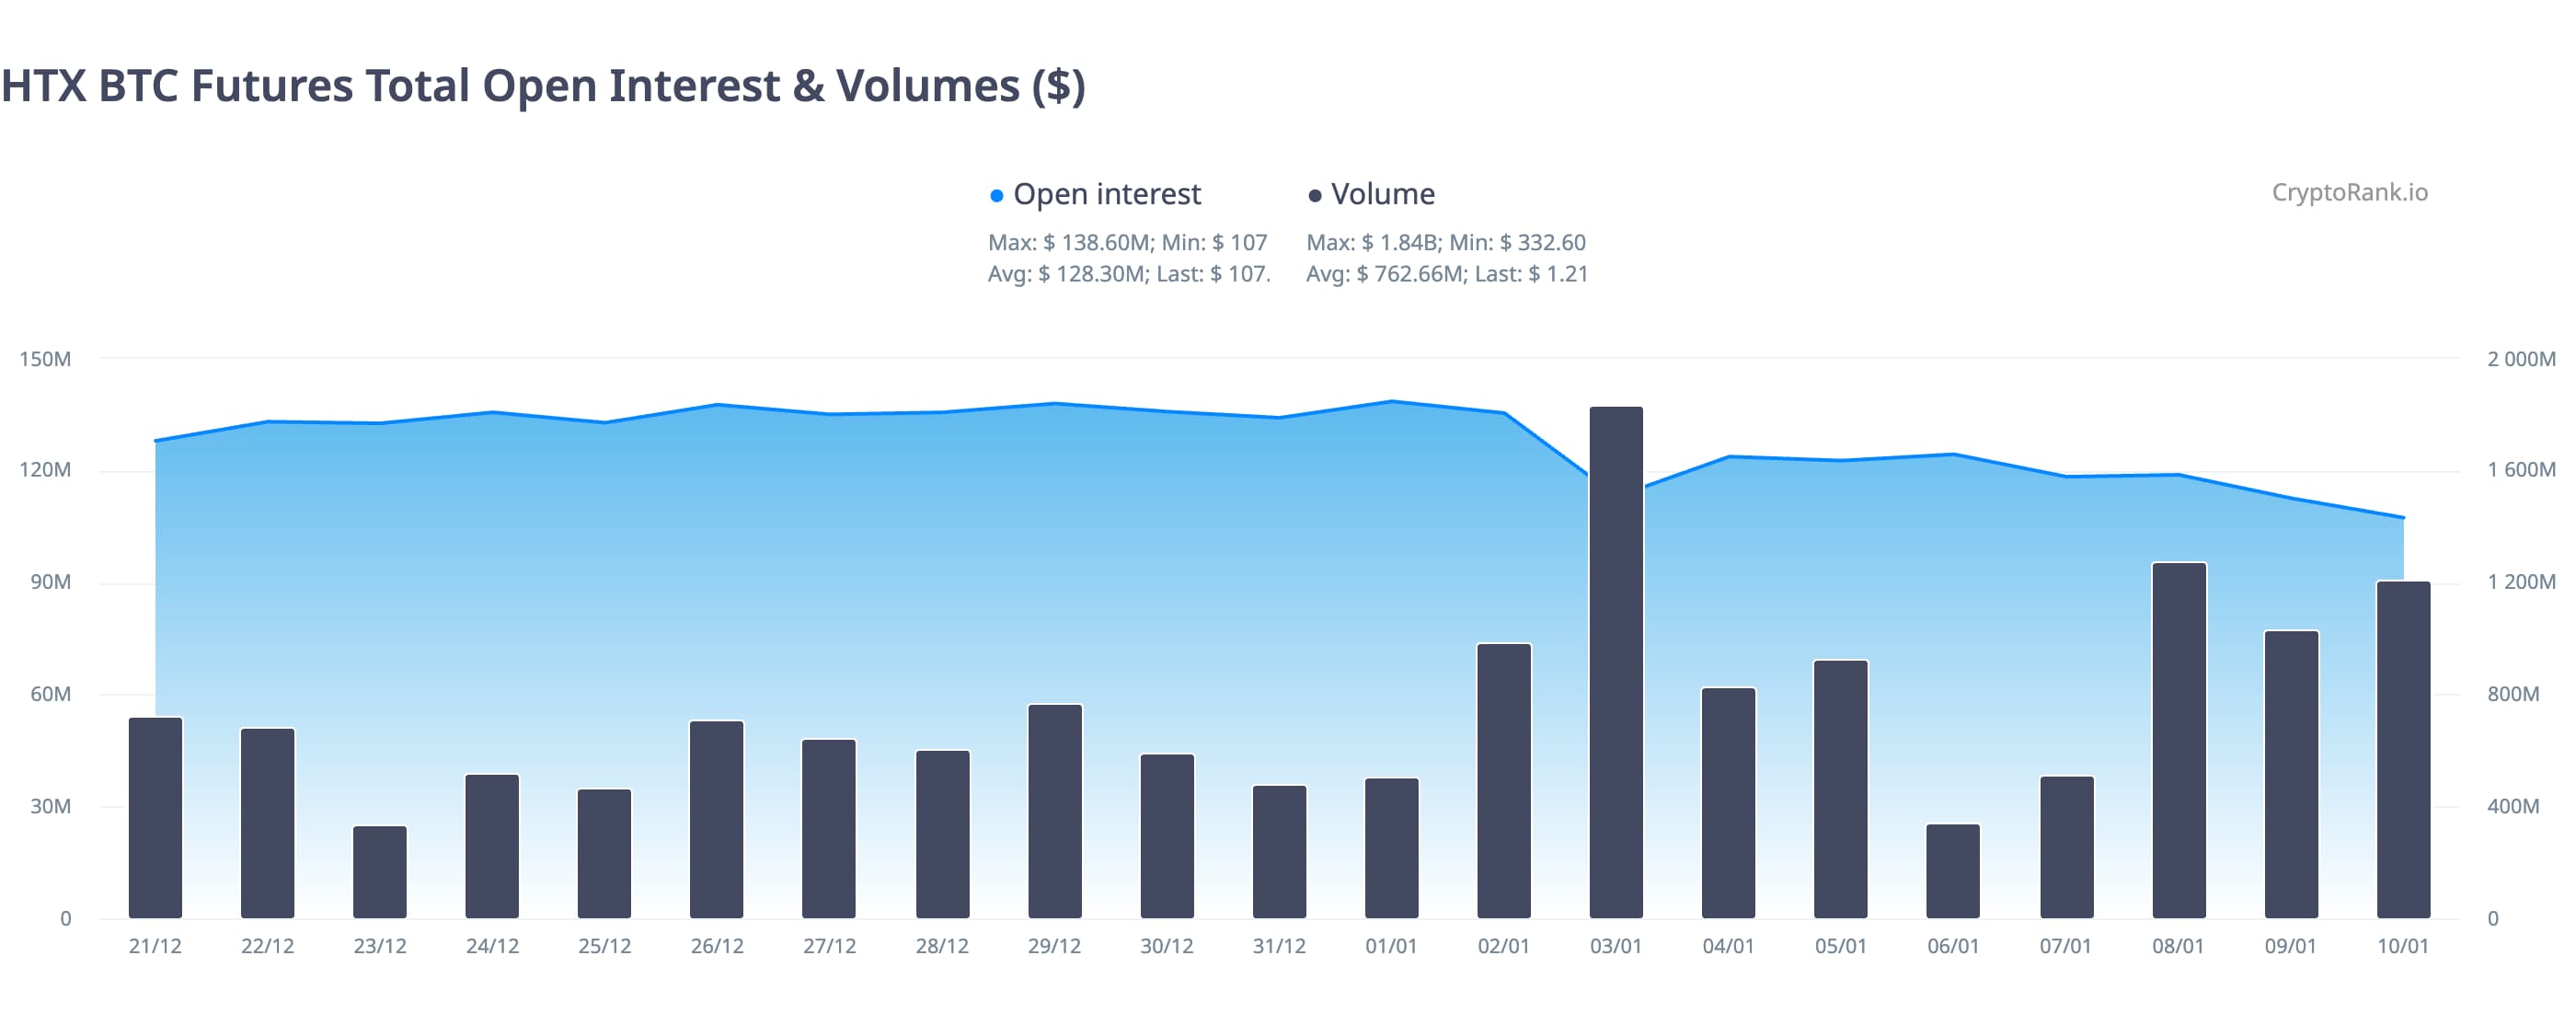 HTX BTC Futures Total Open Interest & Volumes ($)
Open interest
Volume
CryptoRank.io
Max: $ 138.60M; Min: $ 107
Max: $ 1.84B; Min: $ 332.60
Avg: $ 128.30M; Last: $ 107.
Avg: $ 762.66M; Last: $ 1.21
150M
2 000M
120M
1 600M
90M
1 200M
60M
800M
30M
400M
0
0
21/12 22/12 23/12 24/12 25/12 26/12 27/12 28/12 29/12 30/12 31/12 01/01 02/01 03/01 04/01 05/01 06/01 07/01 08/01 09/01 10/01